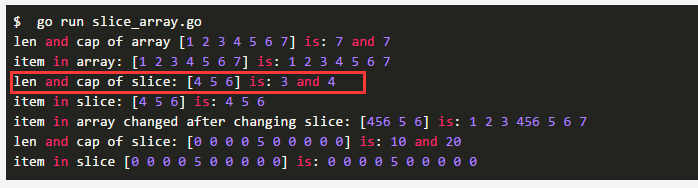 $  go run slice_array.go
len and cap of array [1 2 3 4 5 6 7] is: 7 and 7
item in array: [1 2 3 4 5 6 7] is: 1 2 3 4 5 6 7
len and cap of slice: [4 5 6] is: 3 and 4
item in slice: [4 5 6] is: 4 5 6
item in array changed after changing slice: [456 5 6] is: 1 2 3 456 5 6 7
len and cap of slice: [0 0 0 0 5 0 0 0 0 0] is: 10 and 20
item in slice [0 0 0 0 5 0 0 0 0 0] is: 0 0 0 0 5 0 0 0 0 0